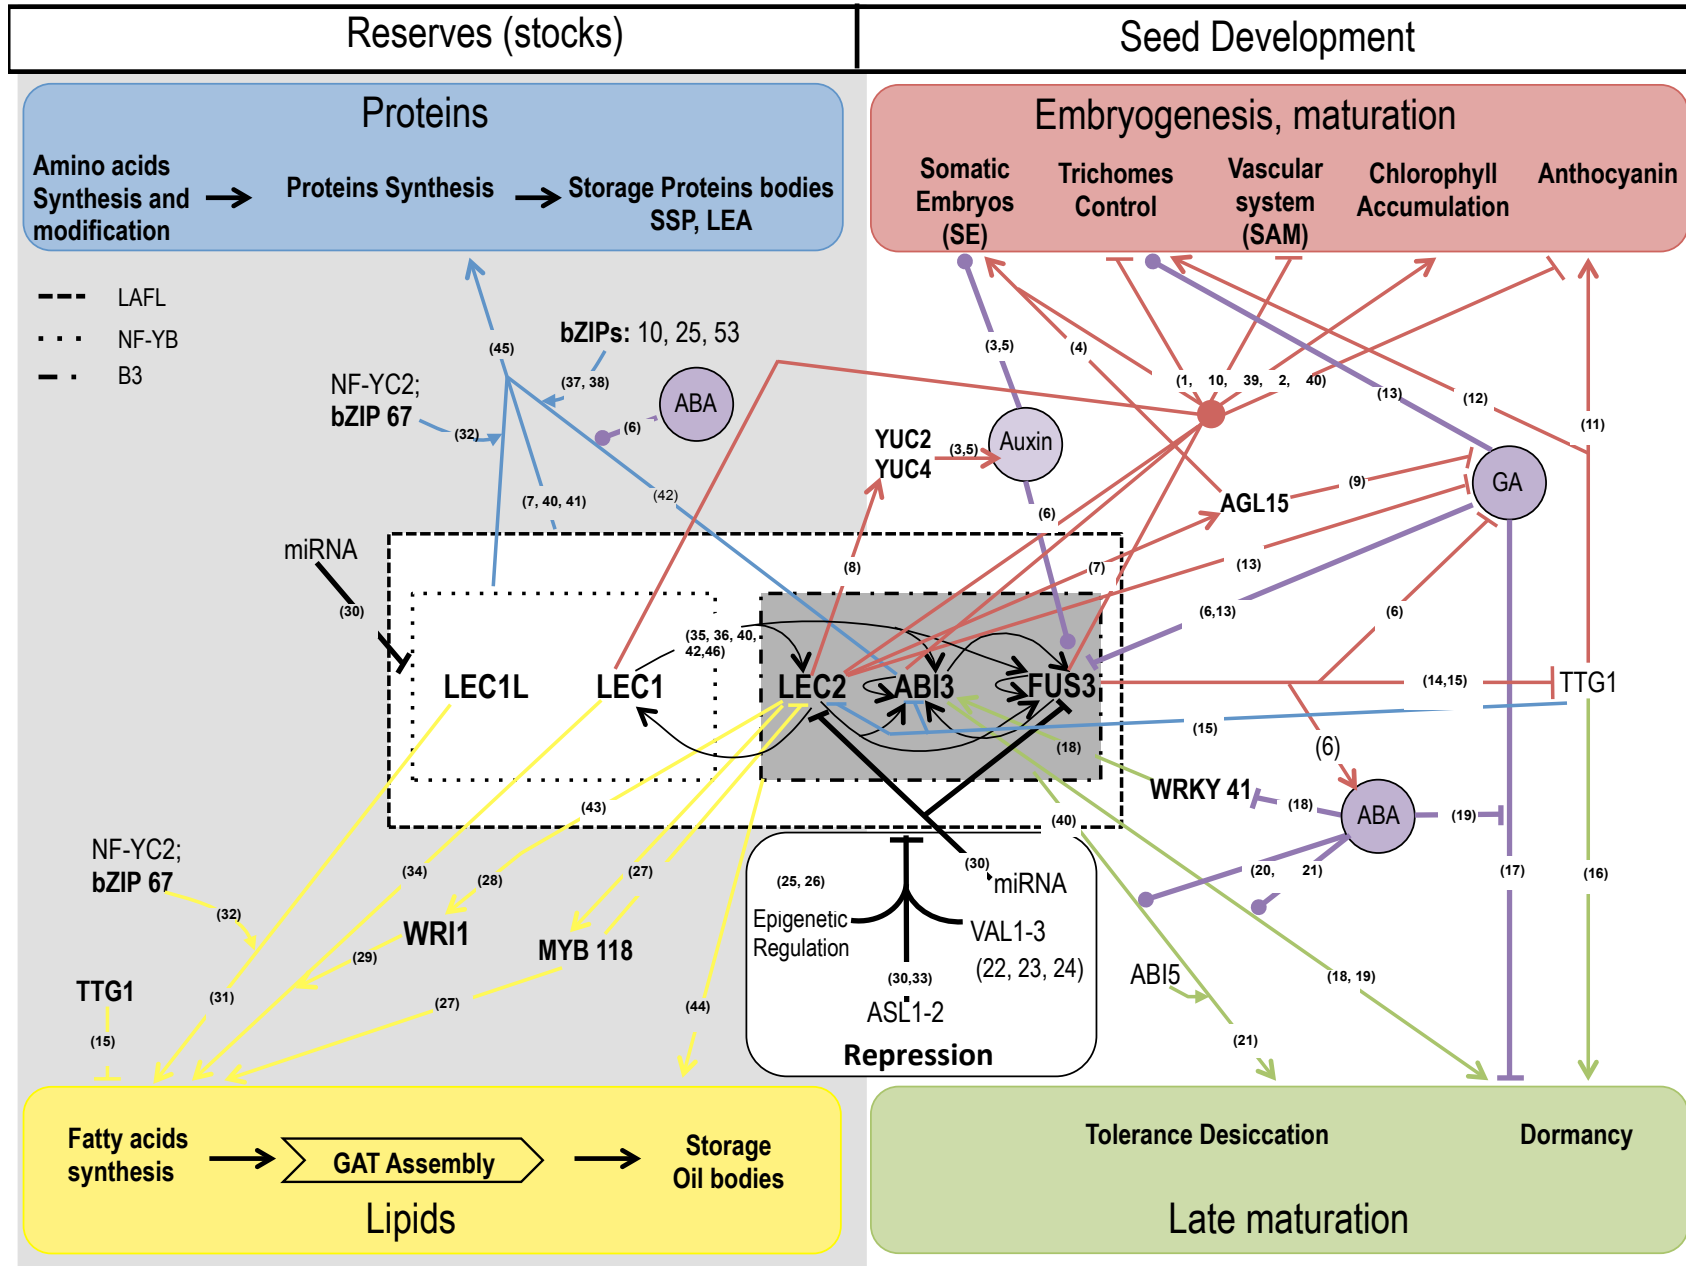 Reserves (stocks)
Seed Development
Proteins
Amino acids
Synthesis and
modification
Proteins Synthesis
Storage Proteins bodies
SSP, LEA
Embryogenesis, maturation
Somatic
Embryos
(SE)
Trichomes
Control
Vascular
system
(SAM)
Chlorophyll
Accumulation
Anthocyanin
LAFL
NF-YB
B3
(45)
bZIPs: 10, 25, 53
(37, 38)
NF-YC2;
bZIP 67
(32)
ABA
(6)
(7, 40, 41)
(42)
(3,5)
(4)
(1, 10, 39, 2, 40)
(13)
(12)
(11)
YUC2
YUC4
(3,5)
Auxin
GA
(9)
AGL15
(6)
(8)
(7)
(13)
(6,13)
(6)
miRNA
(30)
(35, 36, 40,
42,46)
LEC1L
LEC1
LEC2
ABI3
FUS3
(14,15)
TTG1
(15)
(18)
(6)
WRKY 41
(18)
ABA
(19)
(43)
(40)
(20, 21)
(17)
(16)
NF-YC2;
bZIP 67
(32)
(34)
(28)
(27)
WRI1
(29)
MYB 118
(25, 26)
(30)
miRNA
Epigenetic
Regulation
VAL1-3
(22, 23, 24)
(30,33)
ASL1-2
Repression
ABI5
(18, 19)
(21)
TTG1
(15)
(31)
(27)
(44)
Fatty acids
synthesis
GAT Assembly
Storage
Oil bodies
Lipids
Tolerance Desiccation
Dormancy
Late maturation